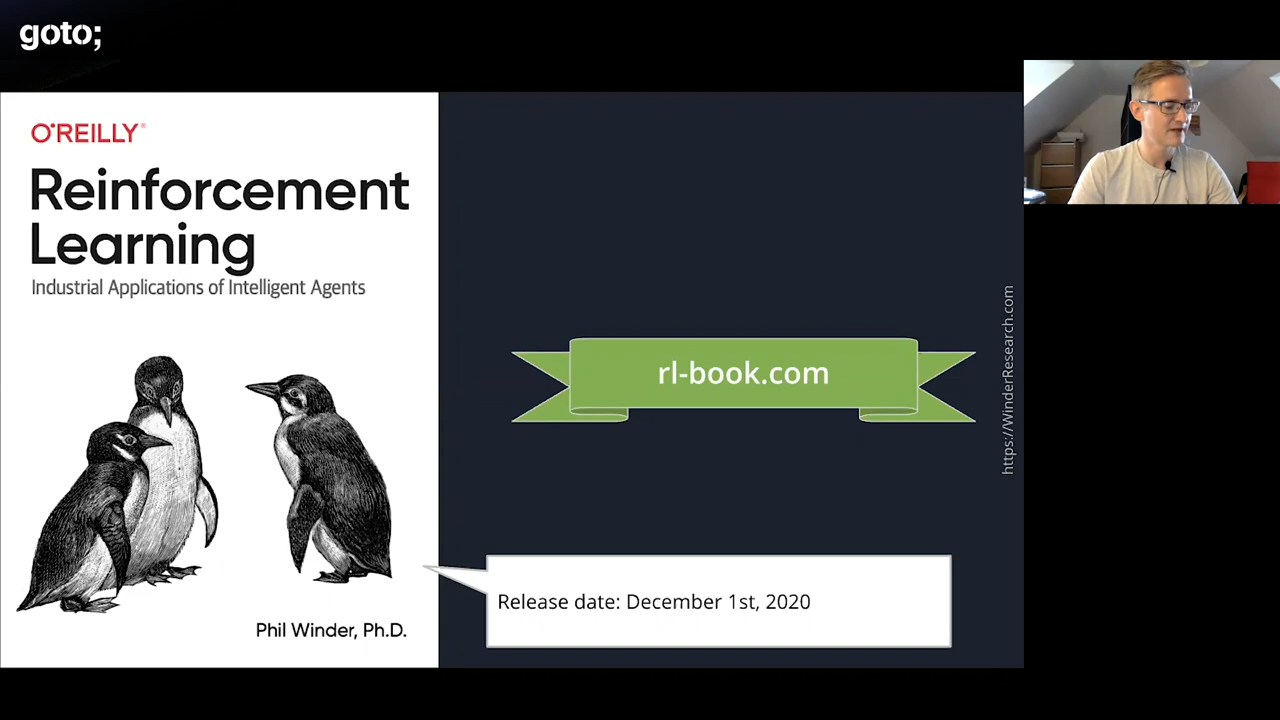 goto;
O'REILLY®
Reinforcement
Learning
Industrial Applications of Intelligent Agents
Phil Winder, Ph.D.
rl-book.com
Release date: December 1st, 2020
https://WinderResearch.com